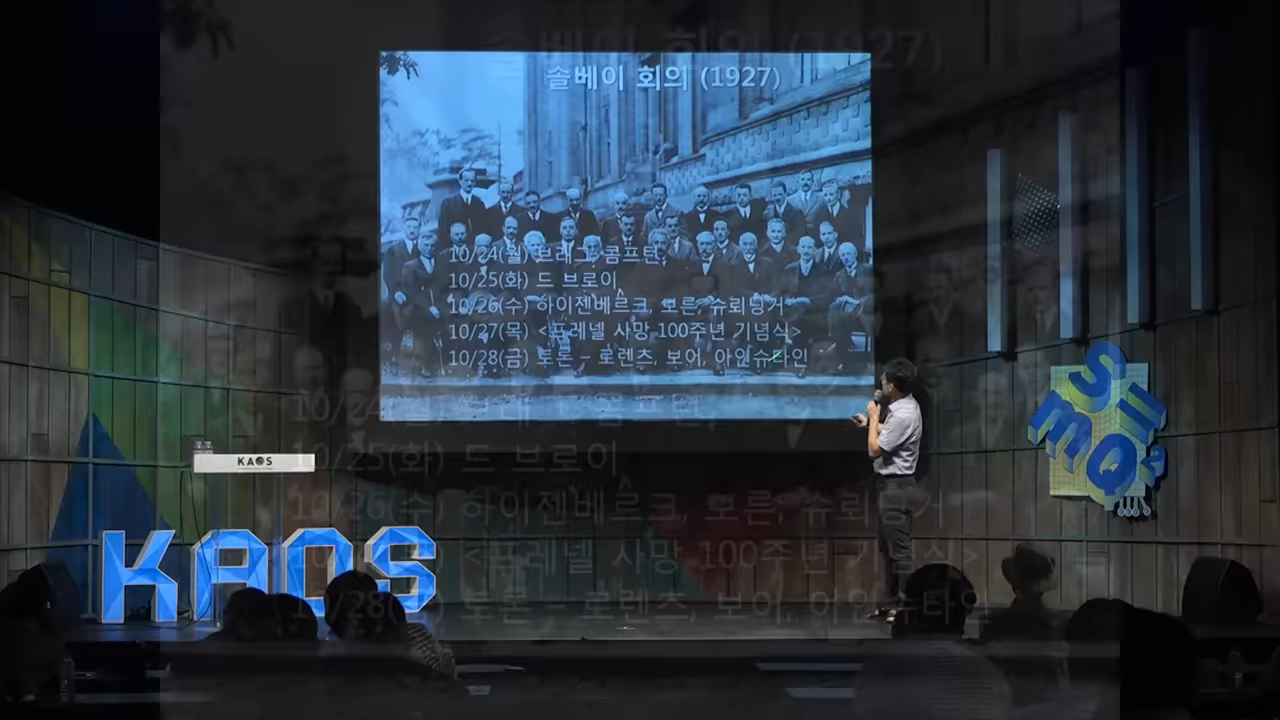 솔베이 회의 (1927)
10/24(월) 브래그, 콤프턴,
10/25(화) 드 브로이,
10/26(수) 하이젠베르크, 보른, 슈뢰딩거
10/27(목) <프레넬 사망 100주년 기념식>
10/28(금) 토론 – 로렌츠, 보어, 아인슈타인
KAOS
KAOS